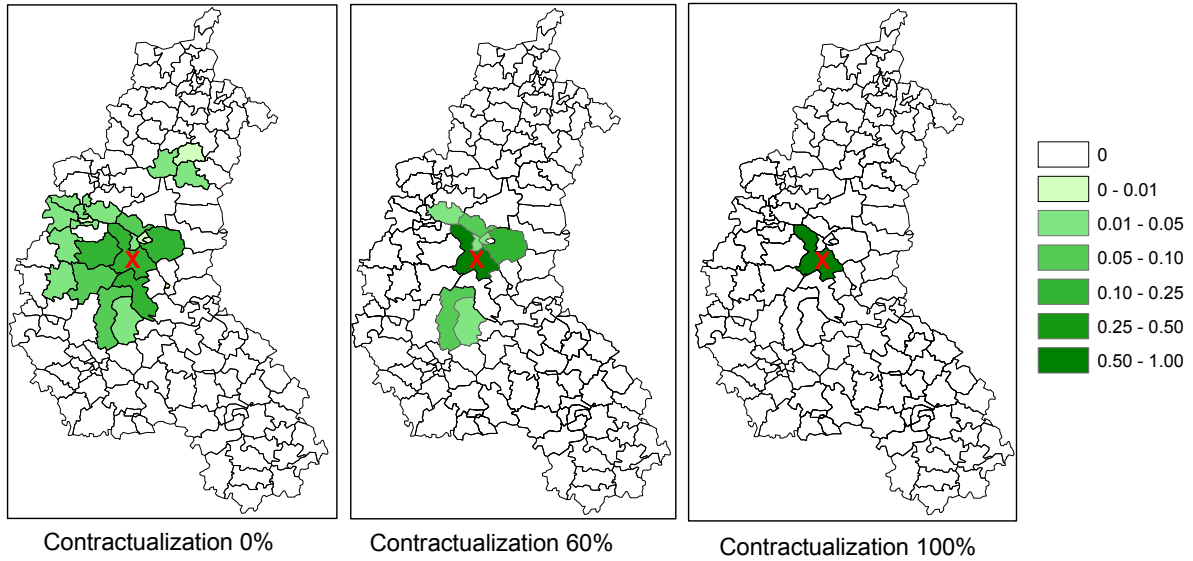 X
X
X
0
0 - 0.01
0.01 - 0.05
0.05 - 0.10
0.10 - 0.25
0.25 - 0.50
0.50 - 1.00
Contractualization 0%
Contractualization 60%
Contractualization 100%